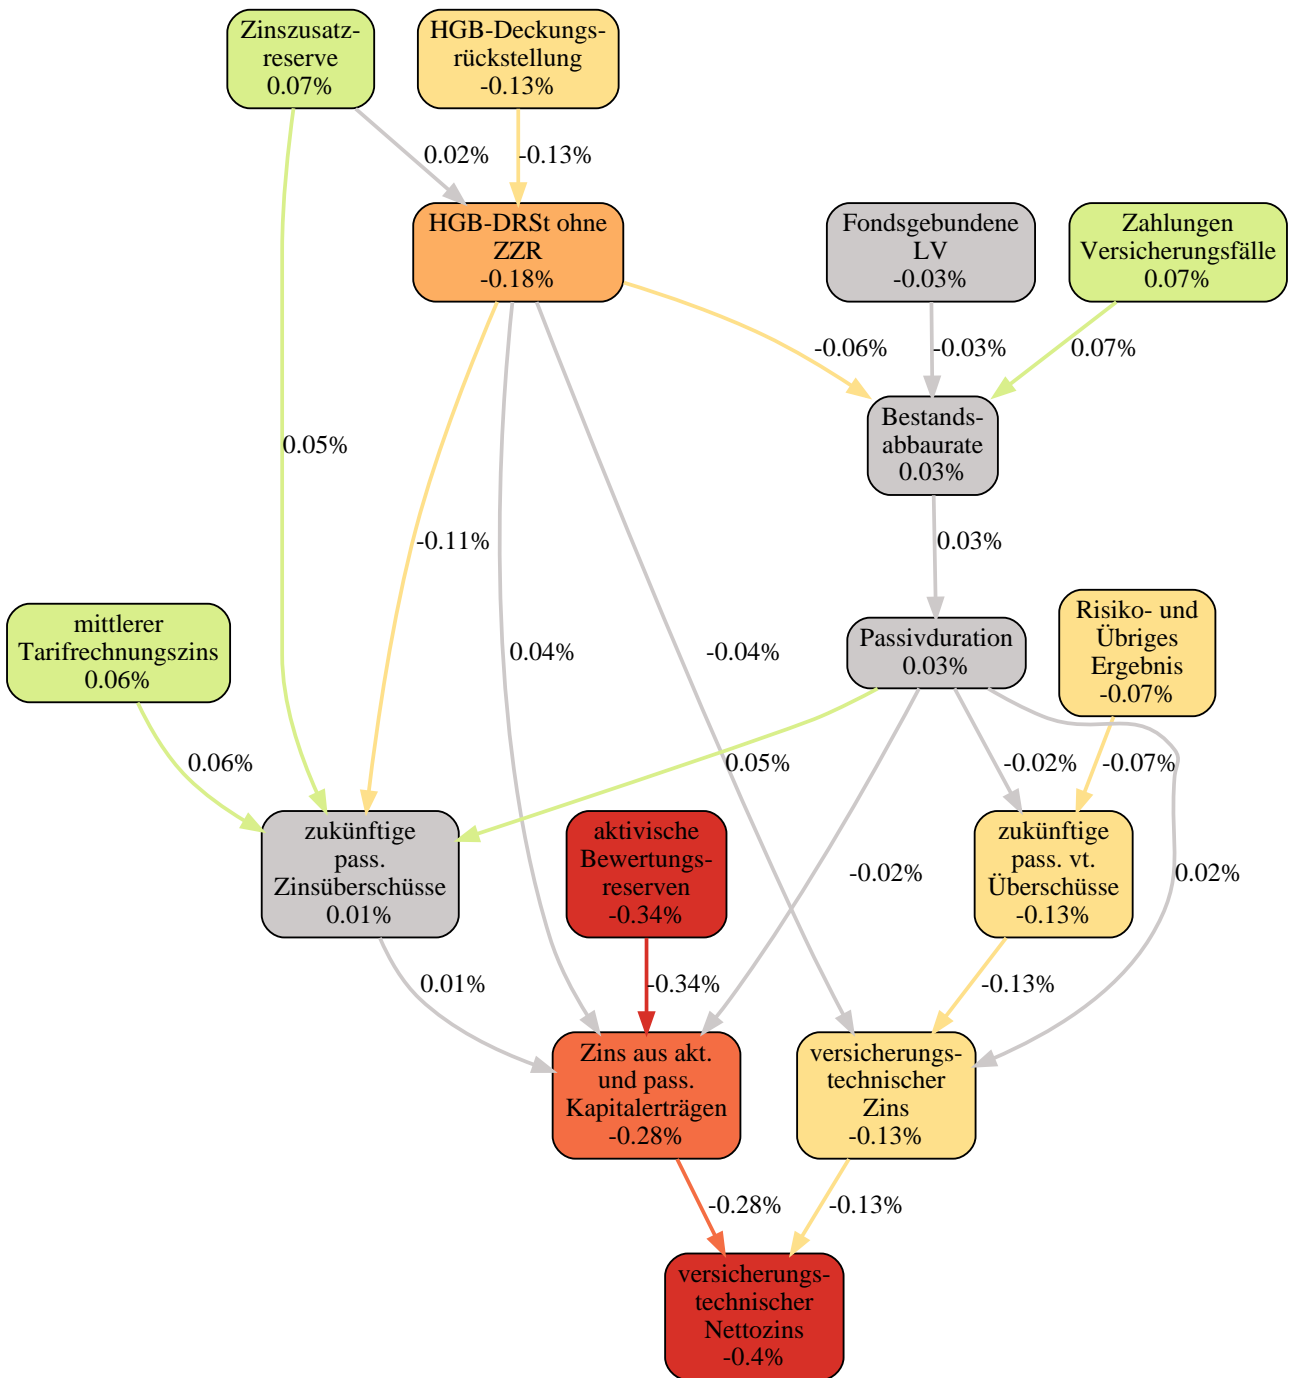 Zinszusatz-
reserve
0.07%
HGB-Deckungs-
rückstellung
-0.13%
0.02%
-0.13%
HGB-DRSt ohne
ZZR
-0.18%
Fondsgebundene
LV
-0.03%
Zahlungen
Versicherungsfälle
0.07%
-0.06%
-0.03%
0.07%
Bestands-
abbaurate
0.03%
0.05%
-0.11%
0.03%
mittlerer
Tarifrechnungszins
0.06%
0.04%
-0.04%
Passivduration
0.03%
Risiko- und
Übriges
Ergebnis
-0.07%
0.06%
0.05%
-0.02%
-0.07%
zukünftige
pass.
Zinsüberschüsse
0.01%
aktivische
Bewertungs-
reserven
-0.34%
-0.02%
zukünftige
pass. vt.
Überschüsse
-0.13%
0.02%
0.01%
-0.34%
-0.13%
Zins aus akt.
und pass.
Kapitalerträgen
-0.28%
versicherungs-
technischer
Zins
-0.13%
-0.28%
-0.13%
versicherungs-
technischer
Nettozins
-0.4%